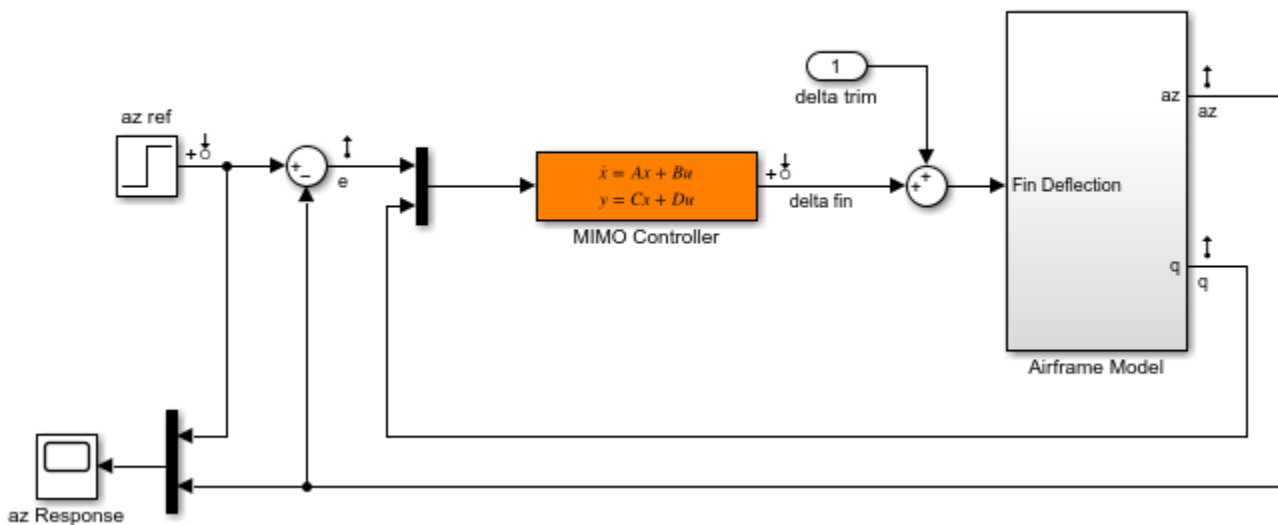 1
delta trim
az ref
+
+
−
e
ẋ = Ax + Bu
y = Cx + Du
MIMO Controller
+
delta fin
+
+
Fin Deflection
az
az
q
q
Airframe Model
az Response